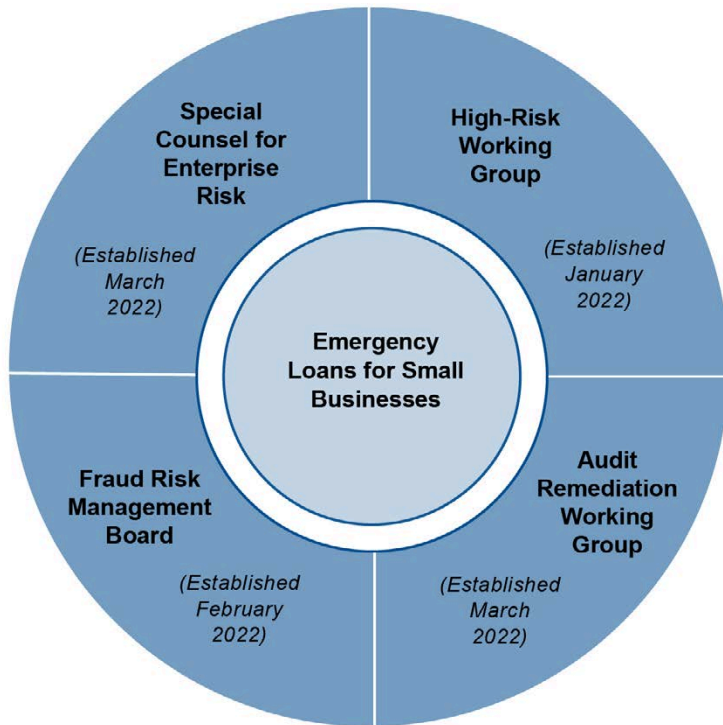 Special
Counsel for
Enterprise
Risk
(Established
March
2022)
High-Risk
Working
Group
(Established
January
2022)
Emergency
Loans for Small
Businesses
Fraud Risk
Management
Board
(Established
February
2022)
Audit
Remediation
Working
Group
(Established
March
2022)